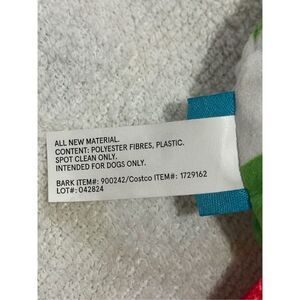 ALL NEW MATERIAL.
CONTENT: POLYESTER FIBRES, PLASTIC.
SPOT CLEAN ONLY.
INTENDED FOR DOGS ONLY.
BARK ITEM#: 900242/Costco ITEM#: 1729162
LOT#: 042824